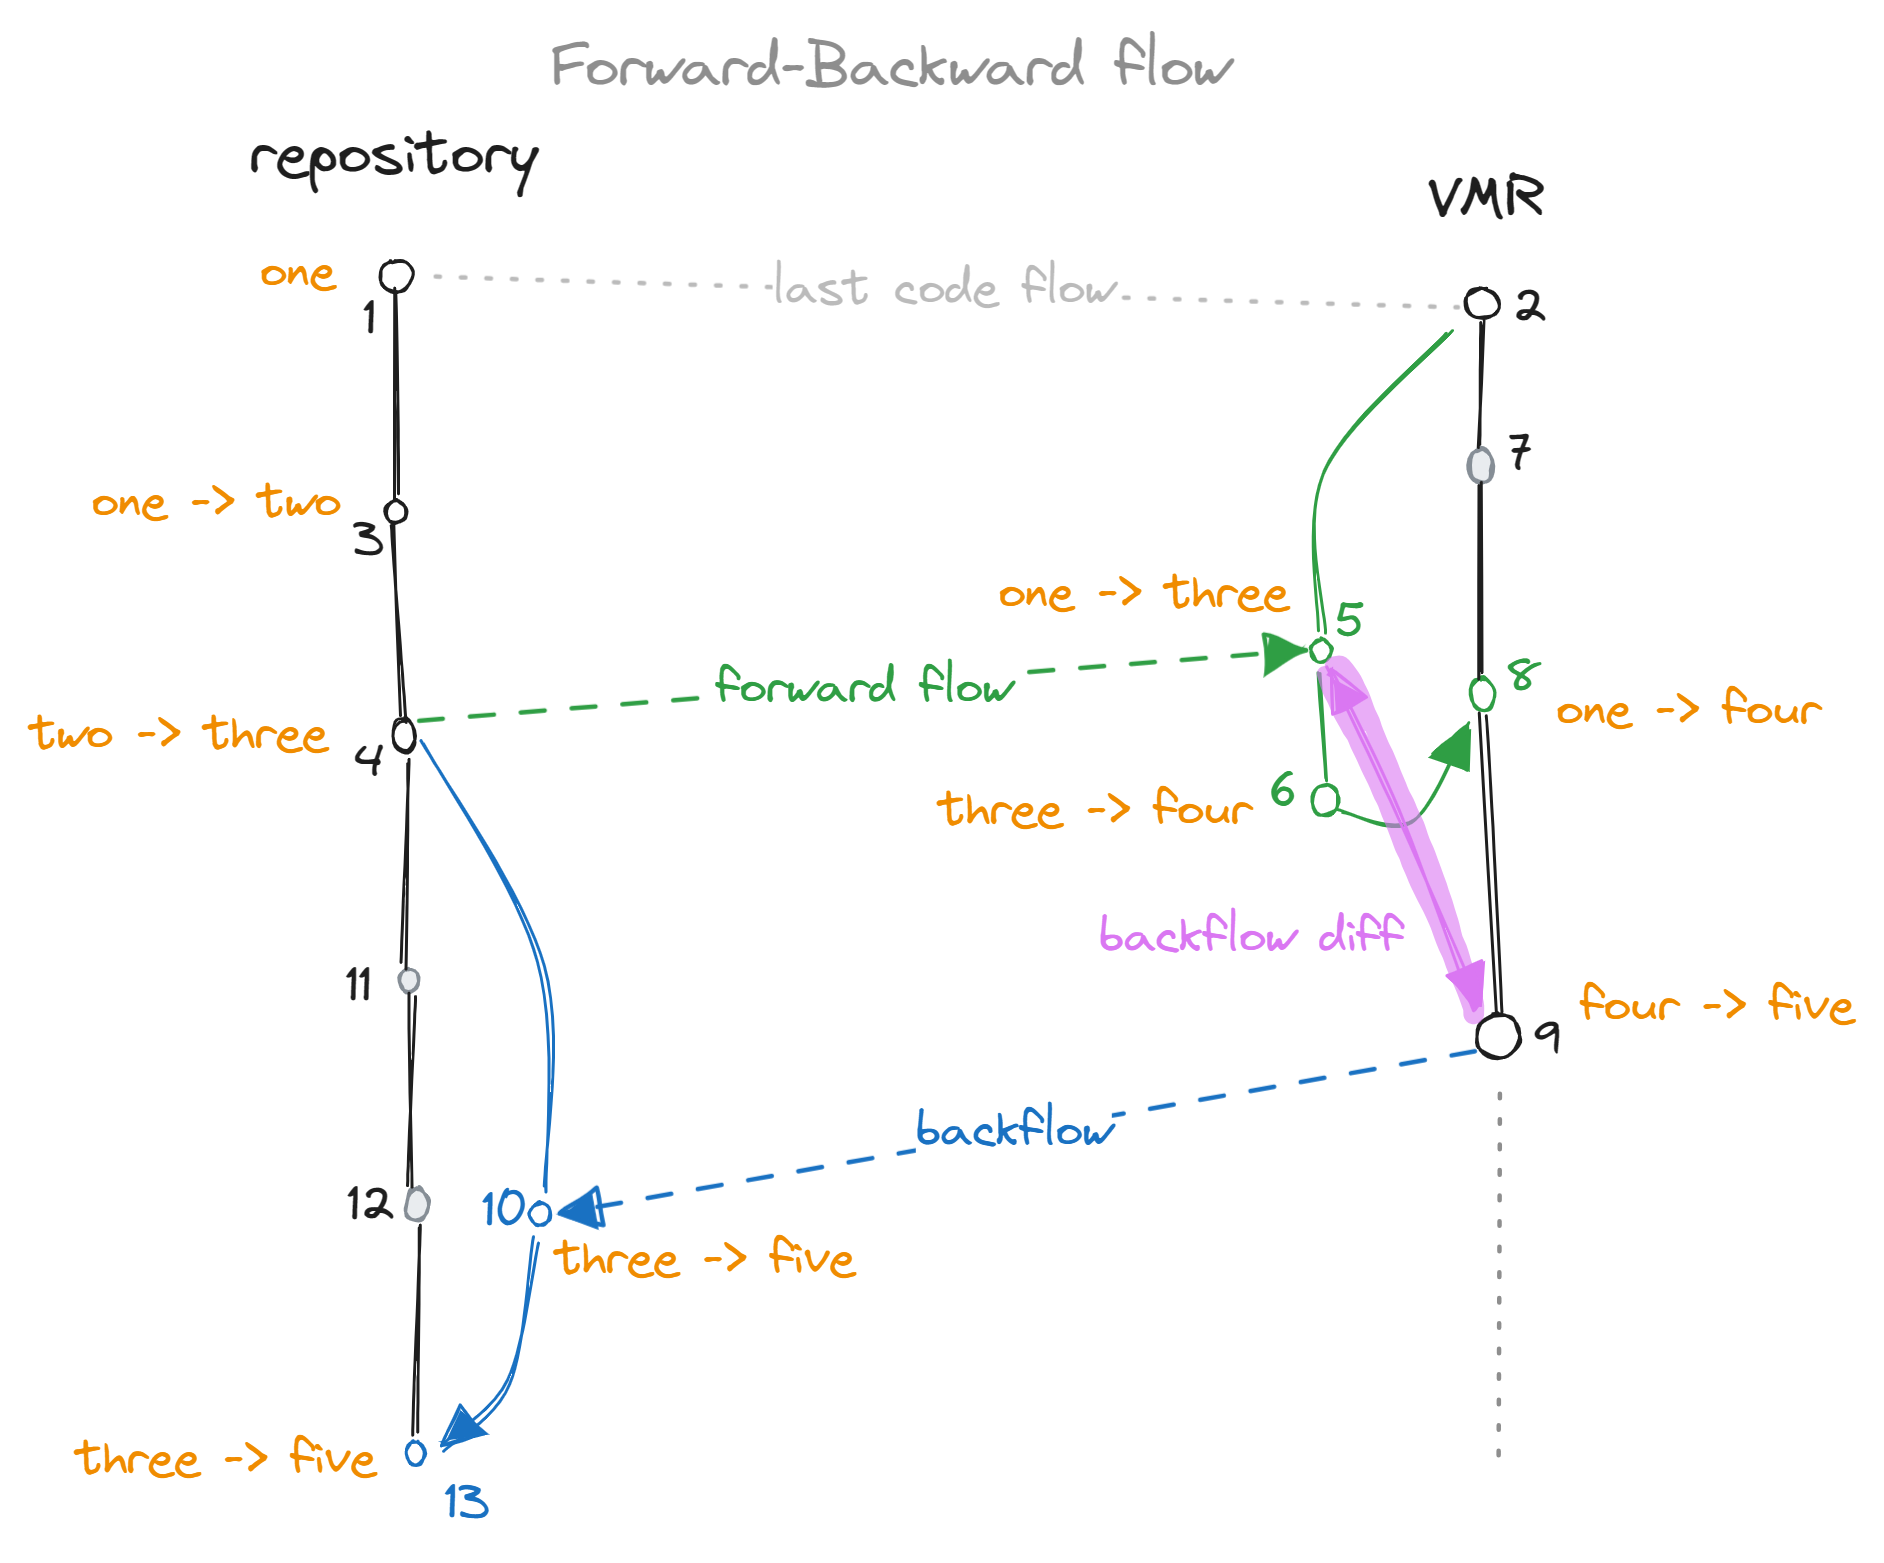 Forward-Backward flow
repository
VMR
one
1
last code flow
2
7
one -> two
3
one -> three
5
forward flow
8
one -> four
two -> three
4
three -> four
6
backflow diff
11
four -> five
9
backflow
12
10
three -> five
three -> five
13